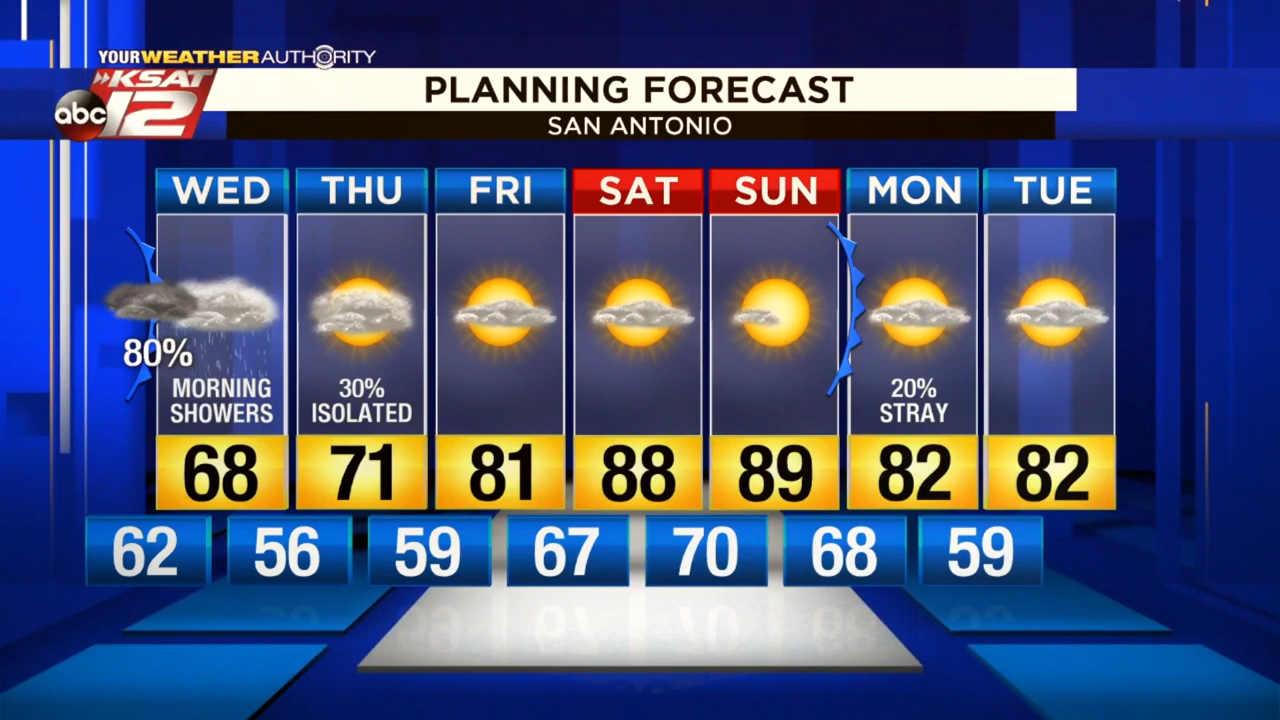 YOURWEATHERAUTHORITY
KSAT
abc 12
PLANNING FORECAST
SAN ANTONIO
WED THU FRI SAT SUN MON TUE
80%
MORNING SHOWERS
30% ISOLATED
20% STRAY
68 71 81 88 89 82 82
62 56 59 67 70 68 59